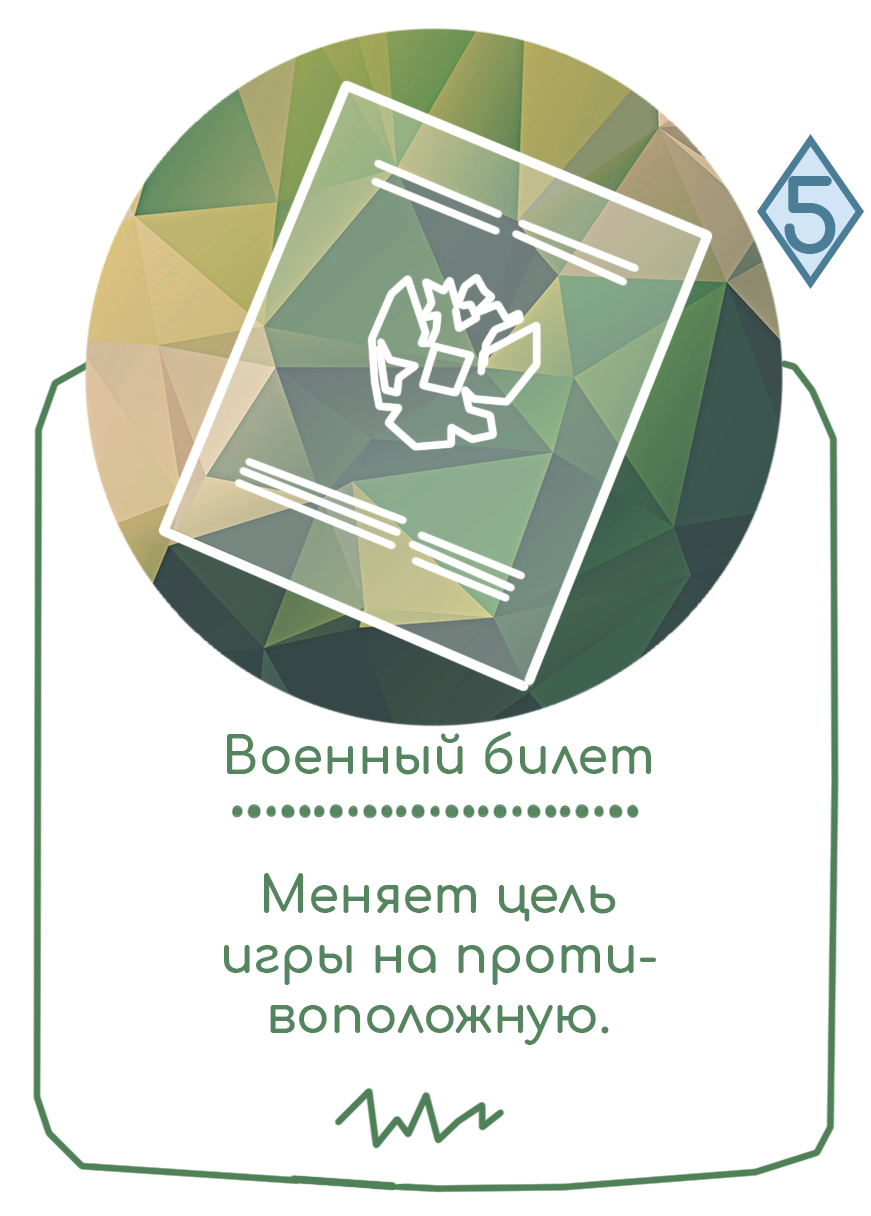 5
Военный билет
Меняет цель
игры на проти-
воположную.